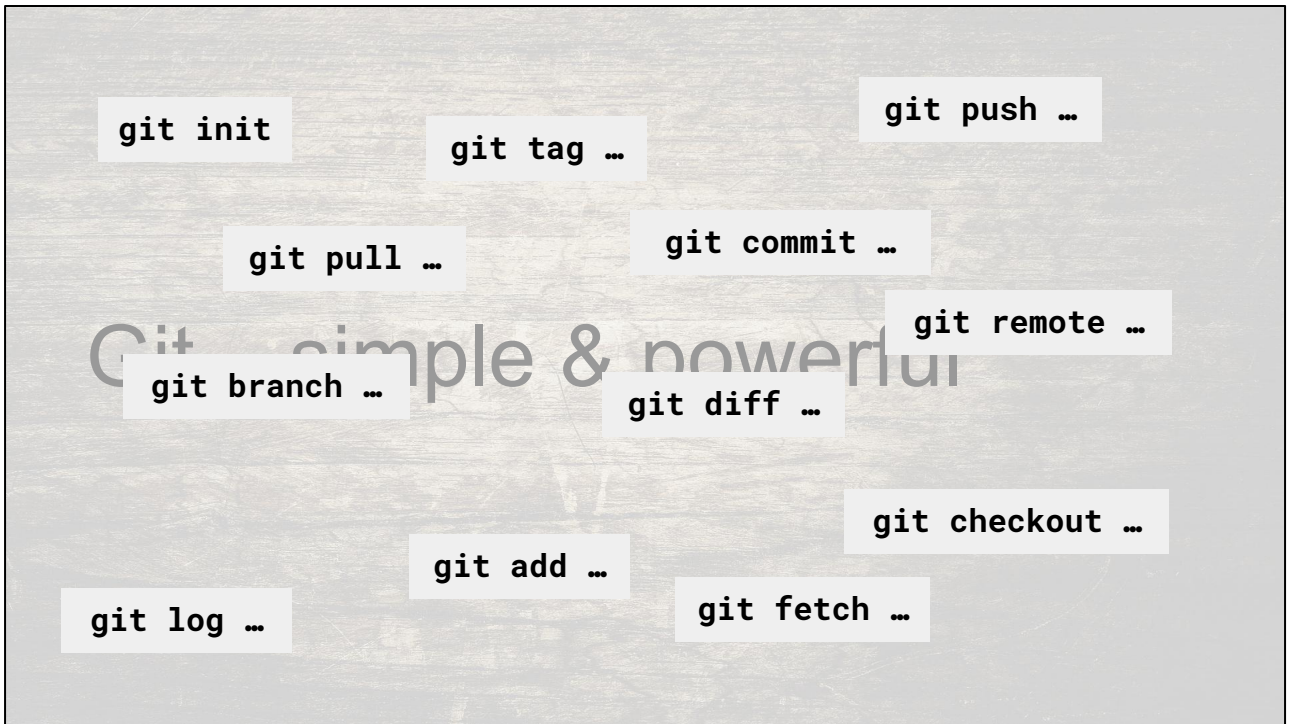 git push …
git init
git tag …
git commit …
git pull …
git remote …
Git simple & powerful
git branch …
git diff …
git checkout …
git add …
git fetch …
git log …